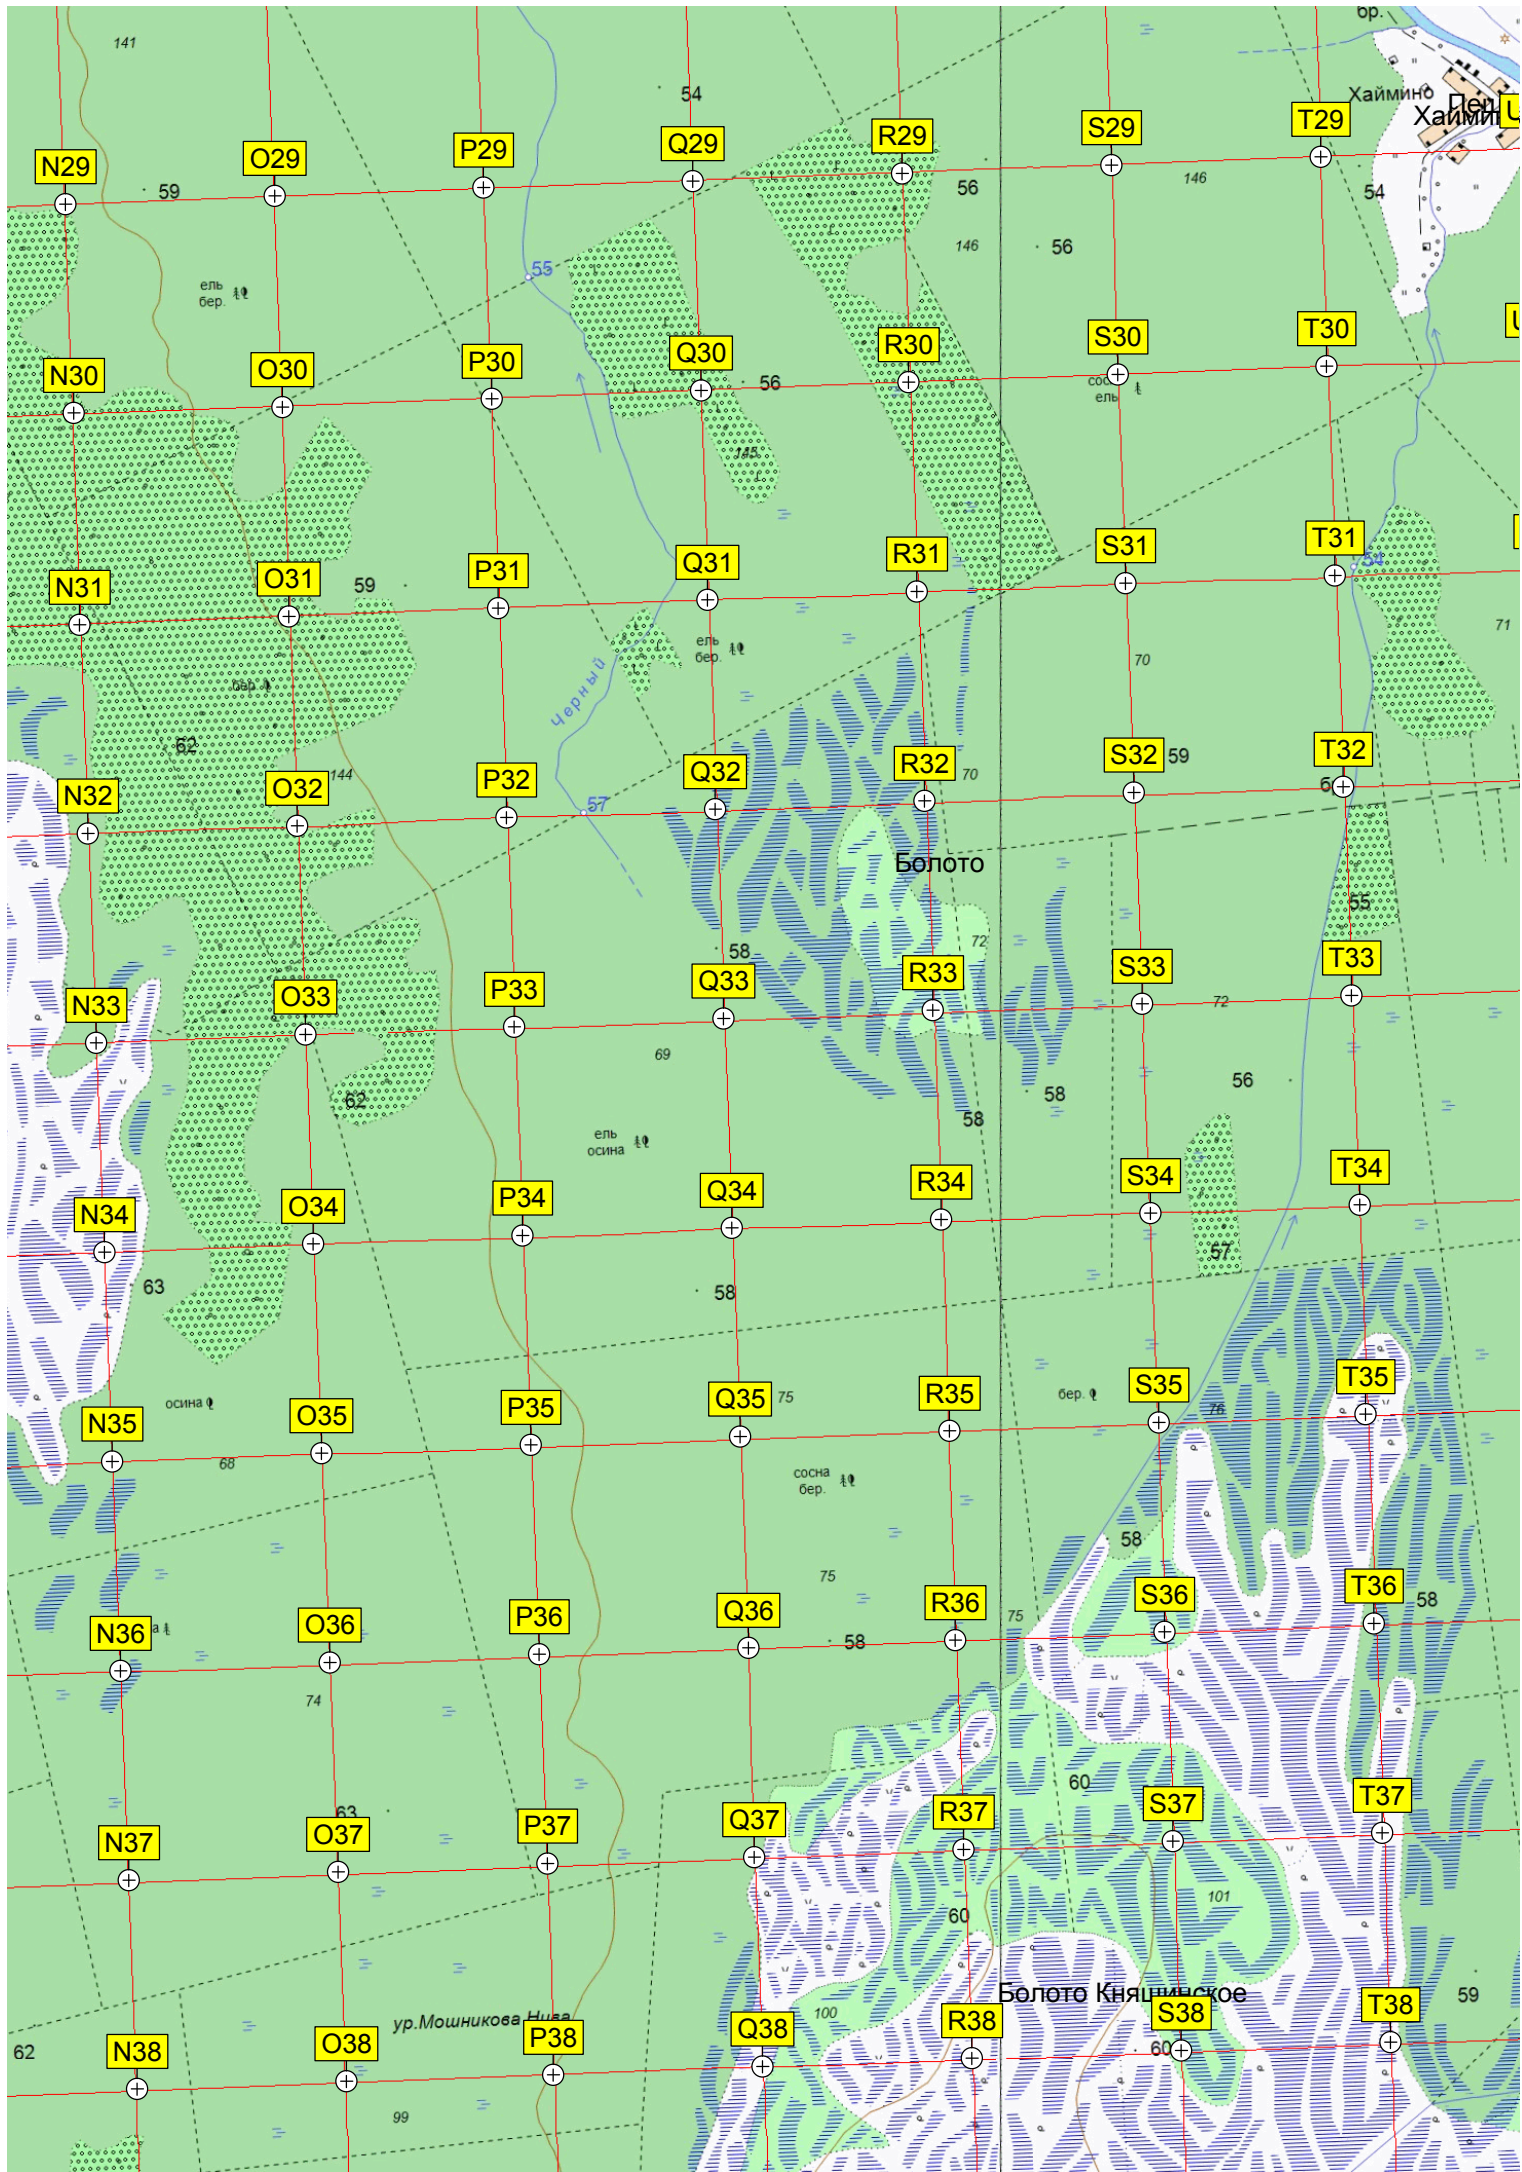 141
бр.
54
Хаймино
N29
O29
P29
Q29
R29
S29
T29
59
56
146
54
146
56
55
ель
бер.
N30
O30
P30
Q30
R30
S30
T30
56
ель
145
N31
O31
P31
Q31
R31
S31
T31
59
54
71
ель
бер.
70
бер.
Черный
62
144
N32
O32
P32
Q32
R32
S32
T32
70
59
57
Болото
55
58
72
N33
O33
P33
Q33
R33
S33
T33
72
69
62
56
58
58
ель
осина
N34
O34
P34
Q34
R34
S34
T34
57
63
58
осина
N35
O35
P35
Q35
R35
S35
T35
75
бер.
76
68
сосна
бер.
58
75
N36
O36
P36
Q36
R36
S36
T36
75
58
58
74
60
63
N37
O37
P37
Q37
R37
S37
T37
101
60
Болото Княщинское
59
100
ур.Мошникова Нива
62
N38
O38
P38
Q38
R38
S38
T38
60
99